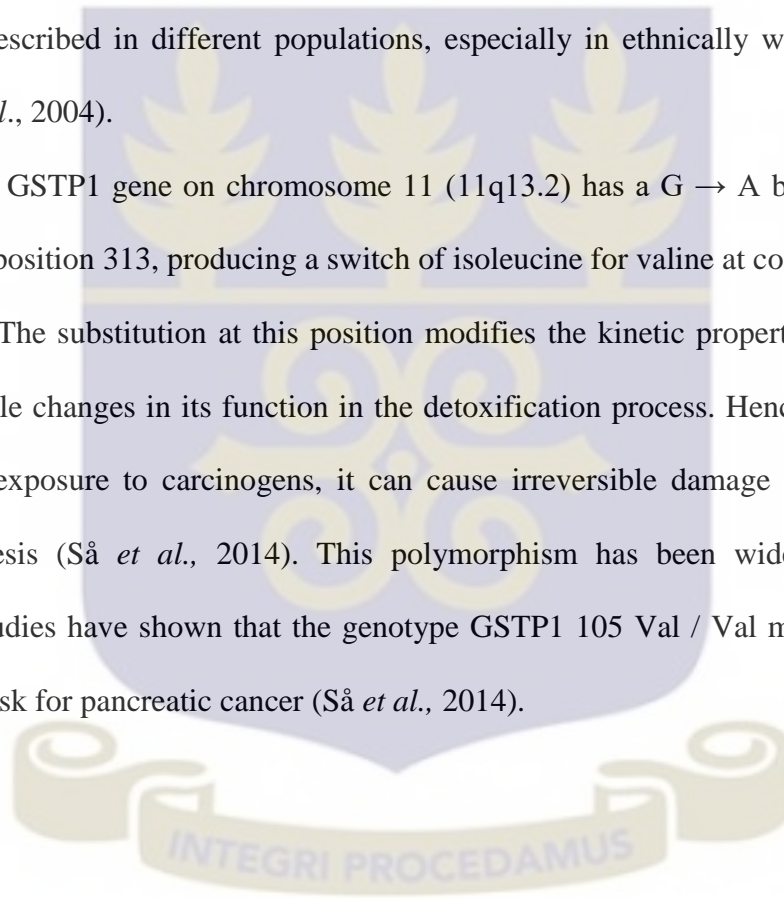 escribed in different populations, especially in ethnically w
l., 2004).
GSTP1 gene on chromosome 11 (11q13.2) has a G → A b
position 313, producing a switch of isoleucine for valine at co
The substitution at this position modifies the kinetic propert
le changes in its function in the detoxification process. Henc
exposure to carcinogens, it can cause irreversible damage
esis (Så et al., 2014). This polymorphism has been wide
udies have shown that the genotype GSTP1 105 Val / Val m
sk for pancreatic cancer (Så et al., 2014).
INTEGRI PROCEDAMUS